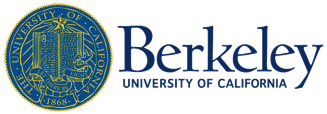 THE UNIVERSITY OF CALIFORNIA
1868
Berkeley
UNIVERSITY OF CALIFORNIA